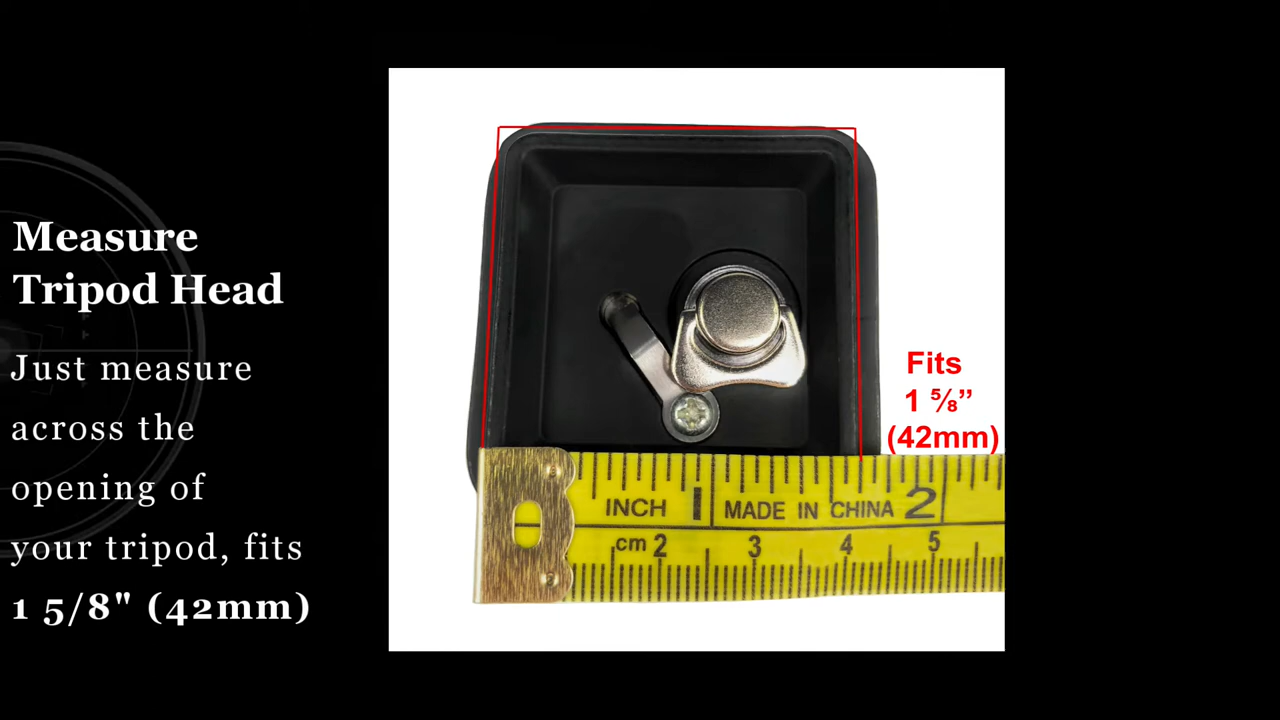 Measure
Tripod Head
Just measure
across the
opening of
your tripod, fits
1 5/8" (42mm)
Fits
1 ⅝”
(42mm)
INCH 1 MADE IN CHINA 2
cm 2 3 4 5